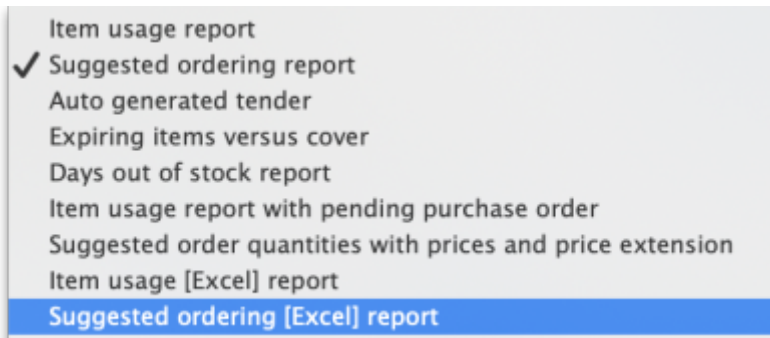 Item usage report
✓ Suggested ordering report
Auto generated tender
Expiring items versus cover
Days out of stock report
Item usage report with pending purchase order
Suggested order quantities with prices and price extension
Item usage [Excel] report
Suggested ordering [Excel] report